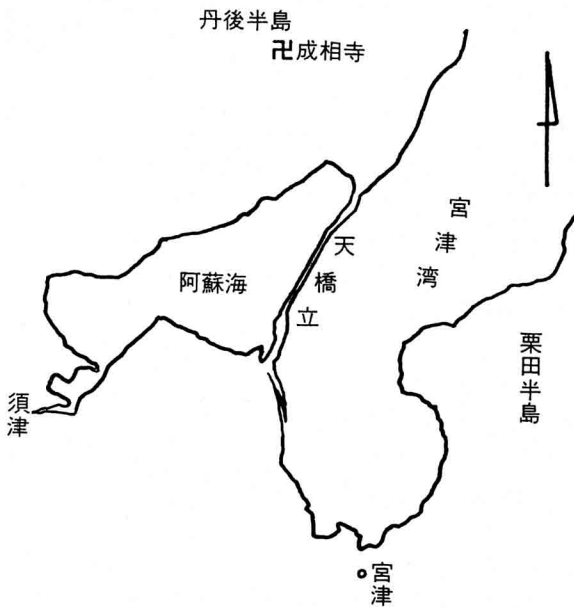 丹後半島
卍成相寺
宮津湾
天橋立
阿蘇海
栗田半島
須津
宮津